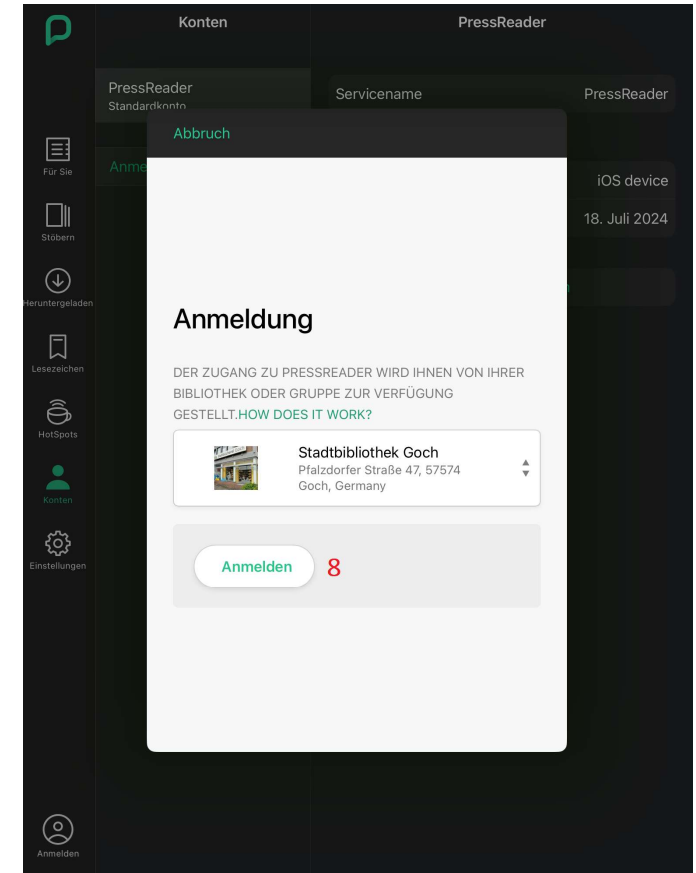 Konten
PressReader
PressReader
Standardkonto
Servicename
PressReader
Abbruch
Für Sie
Stöbern
iOS device
18. Juli 2024
Heruntergeladen
Anmeldung
Lesezeichen
DER ZUGANG ZU PRESSREADER WIRD IHNEN VON IHRER
BIBLIOTHEK ODER GRUPPE ZUR VERFÜGUNG
GESTELLT.HOW DOES IT WORK?
HotSpots
Stadtbibliothek Goch
Pfalzdorfer Straße 47, 57574
Goch, Germany
Konten
Einstellungen
Anmelden
8
Anmelden